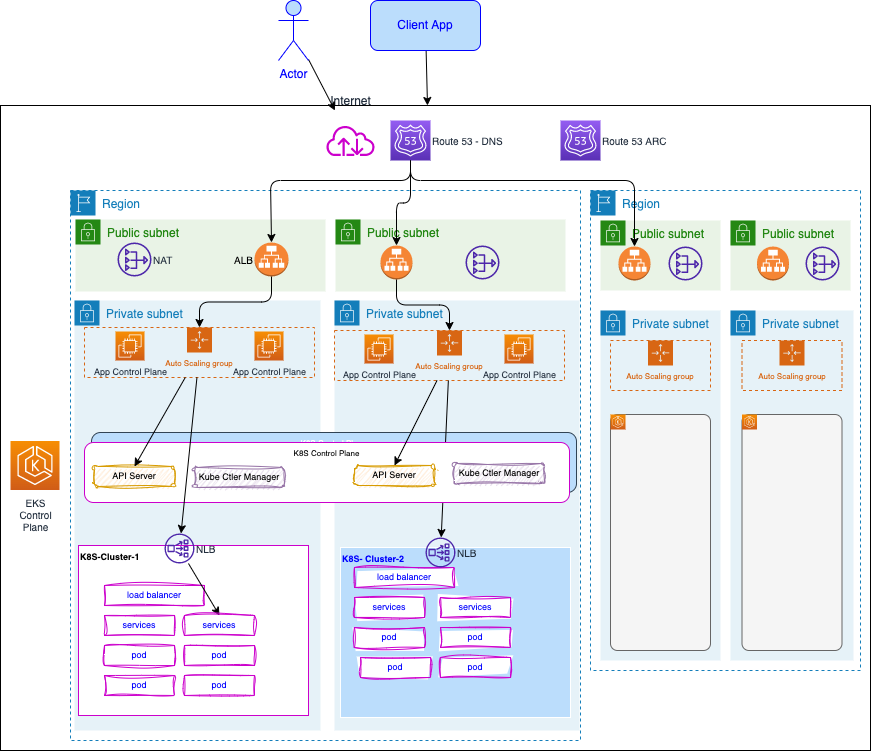 Client App
Actor
Internet
53
Route 53 - DNS
53
Route 53 ARC
Region
Region
Public subnet
Public subnet
Public subnet
Public subnet
NAT
ALB
Private subnet
Private subnet
Private subnet
Private subnet
App Control Plane
Auto Scaling group
App Control Plane
App Control Plane
Auto Scaling group
App Control Plane
Auto Scaling group
Auto Scaling group
K8S Control Plane
API Server
Kube Ctler Manager
API Server
Kube Ctler Manager
EKS
Control
Plane
NLB
NLB
K8S-Cluster-1
load balancer
services
services
pod
pod
pod
pod
K8S- Cluster-2
load balancer
services
services
pod
pod
pod
pod